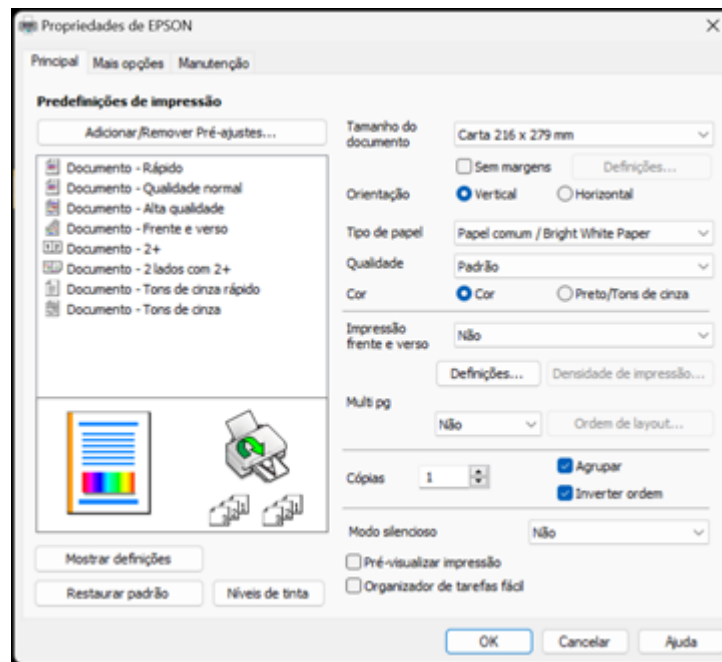 Propriedades de EPSON
Principal Mais opções Manutenção
Predefinições de impressão
Adicionar/Remover Pré-ajustes...
Documento - Rápido
Documento - Qualidade normal
Documento - Alta qualidade
Documento - Frente e verso
Documento - 2+
Documento - 2 lados com 2+
Documento - Tons de cinza rápido
Documento - Tons de cinza
Mostrar definições
Restaurar padrão Níveis de tinta
Tamanho do
documento
Carta 216 x 279 mm
Sem margens Definições...
Orientação Vertical Horizontal
Tipo de papel Papel comum / Bright White Paper
Qualidade Padrão
Cor Cor Preto/Tons de cinza
Impressão
frente e verso
Não
Definições... Densidade de impressão...
Multi pg
Não Ordem de layout...
Cópias 1 Agrupar
Inverter ordem
Modo silencioso Não
Pré-visualizar impressão
Organizador de tarefas fácil
OK Cancelar Ajuda